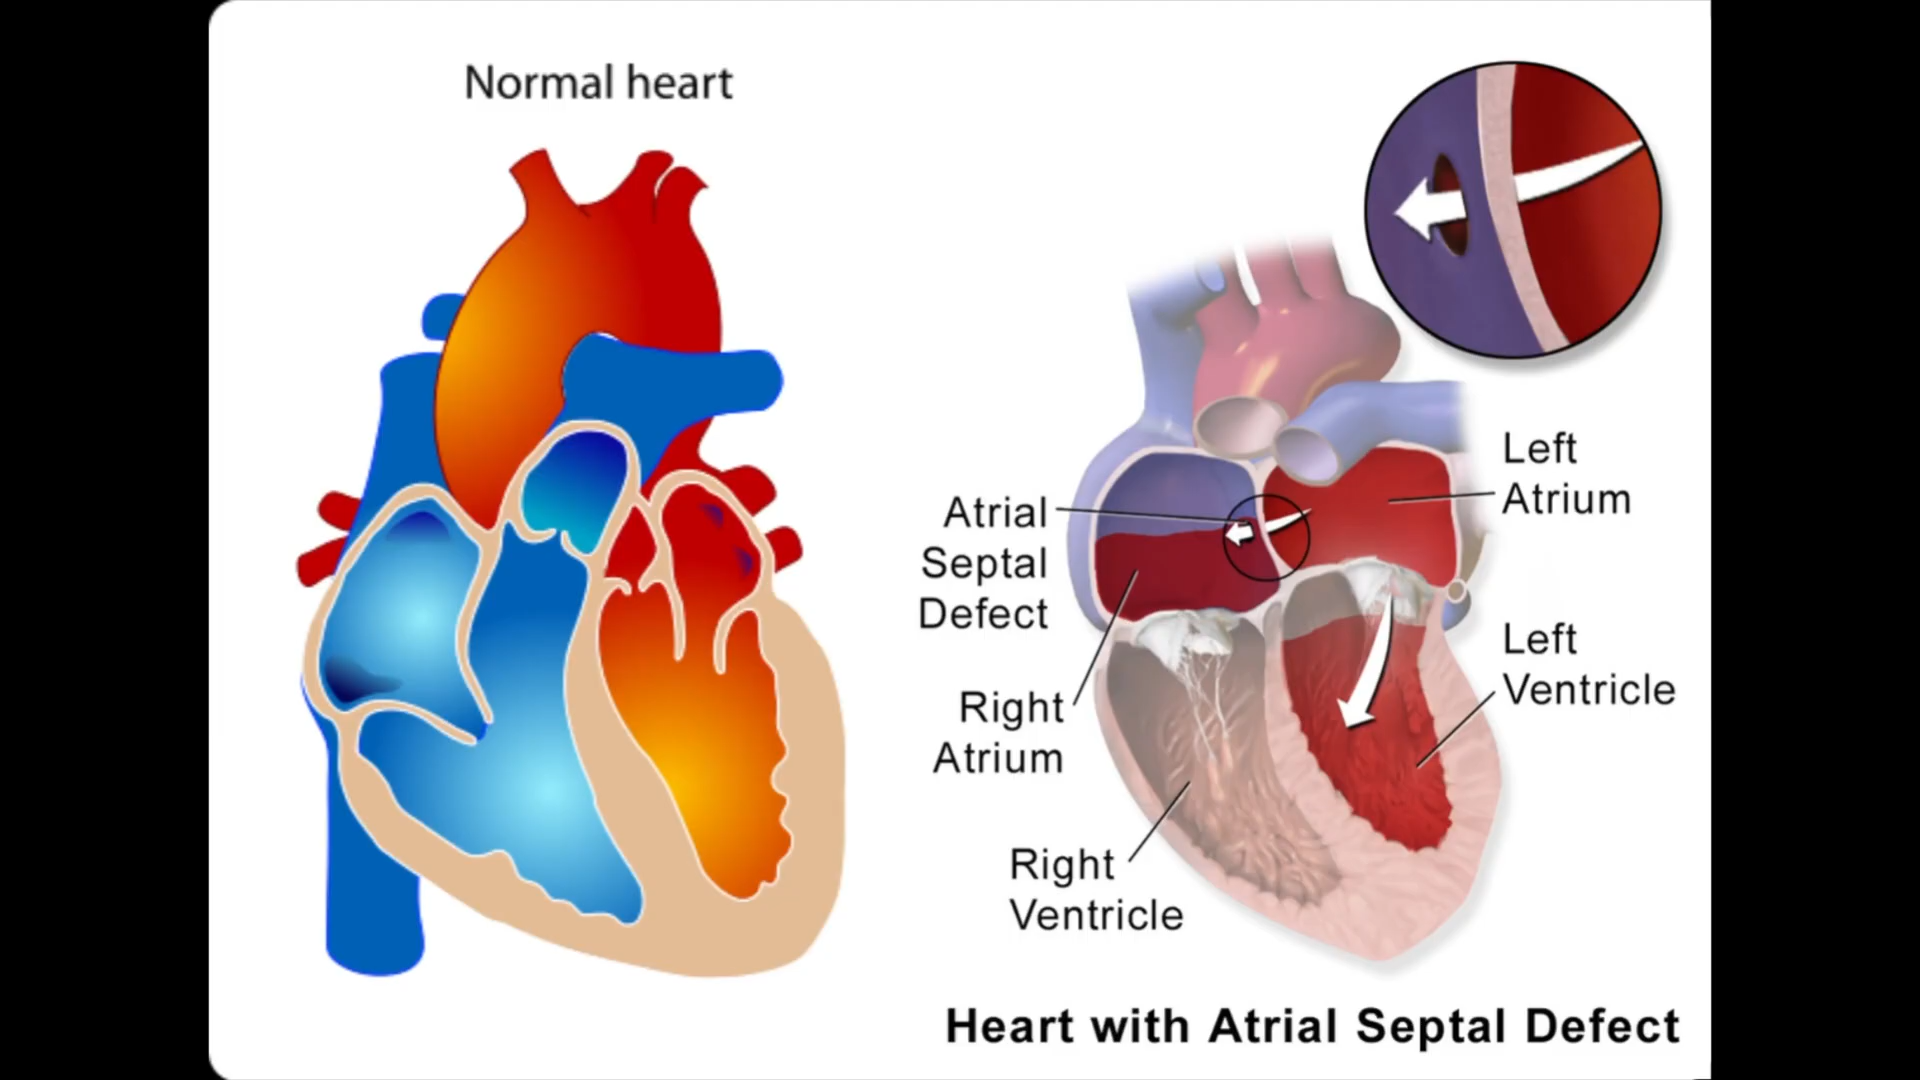 Normal heart
Atrial
Septal
Defect
Left
Atrium
Right
Atrium
Left
Ventricle
Right
Ventricle
Heart with Atrial Septal Defect